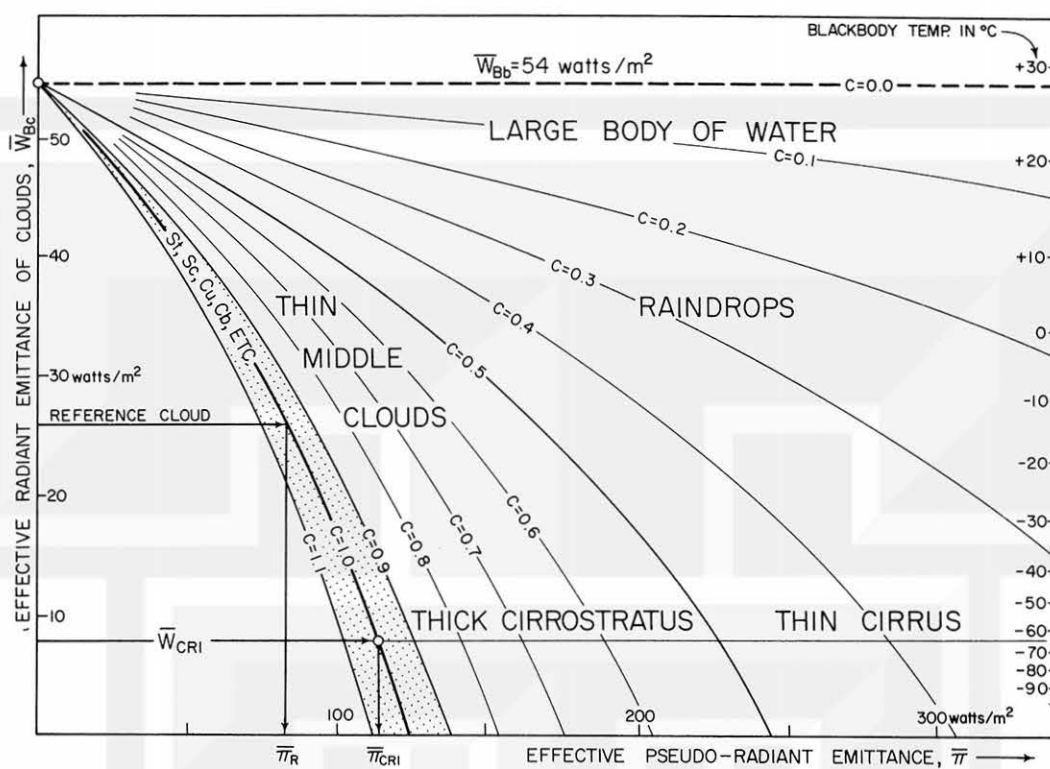 BLACKBODY TEMP. IN °C
W̅Bb=54 watts/m²
+30
C=0.0
50
LARGE BODY OF WATER
C=0.1
+20
C=0.2
40
+10
St, Sc, Cu, Cb, ETC.
THIN
C=0.3
RAINDROPS
C=0.4
0
MIDDLE
C=0.5
30 watts/m²
-10
REFERENCE CLOUD
CLOUDS
-20
20
C=1.1
C=1.0
C=0.9
C=0.8
C=0.7
C=0.6
-30
-40
10
THICK CIRROSTRATUS
THIN CIRRUS
-50
W̅CRI
-60
-70
-80
-90
100
200
300 watts/m²
π̅R
π̅CRI
EFFECTIVE PSEUDO-RADIANT EMITTANCE, π̅
EFFECTIVE RADIANT EMITTANCE OF CLOUDS, W̅Bc